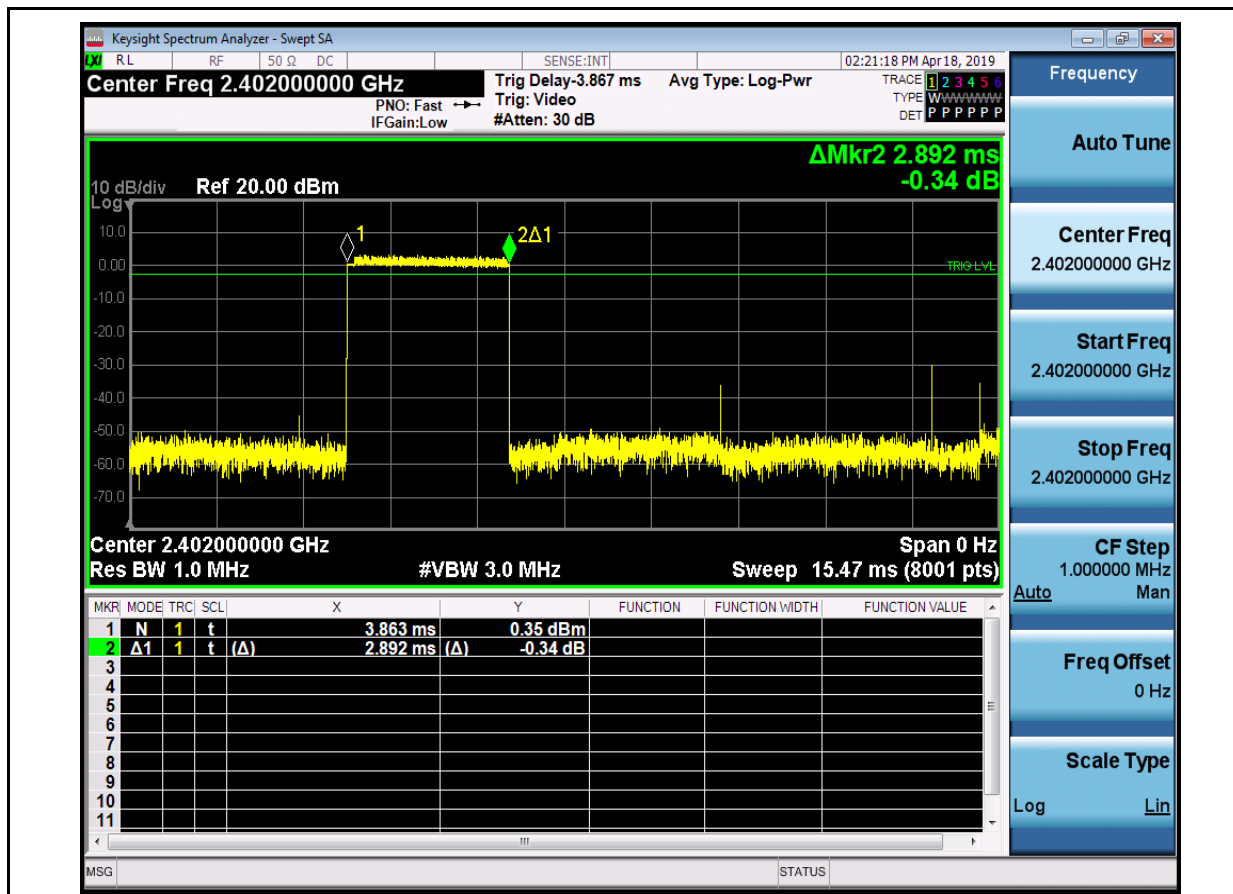 Keysight Spectrum Analyzer - Swept SA
LXI RL RF 50 Ω DC SENSE:INT 02:21:18 PM Apr 18, 2019
Center Freq 2.402000000 GHz
PNO: Fast
IFGain:Low
Trig Delay-3.867 ms
Trig: Video
#Atten: 30 dB
Avg Type: Log-Pwr
TRACE 1 2 3 4 5 6
TYPE WWWWWW
DET P P P P P P
ΔMkr2 2.892 ms
-0.34 dB
10 dB/div Ref 20.00 dBm
Log
10.0
0.00
-10.0
-20.0
-30.0
-40.0
-50.0
-60.0
-70.0
1
2Δ1
TRIG LVL
Center 2.402000000 GHz Span 0 Hz
Res BW 1.0 MHz #VBW 3.0 MHz Sweep 15.47 ms (8001 pts)
MKR MODE TRC SCL X Y FUNCTION FUNCTION WIDTH FUNCTION VALUE
1 N 1 t 3.863 ms 0.35 dBm
2 Δ1 1 t (Δ) 2.892 ms (Δ) -0.34 dB
3
4
5
6
7
8
9
10
11
MSG STATUS
Frequency
Auto Tune
Center Freq
2.402000000 GHz
Start Freq
2.402000000 GHz
Stop Freq
2.402000000 GHz
CF Step
1.000000 MHz
Auto Man
Freq Offset
0 Hz
Scale Type
Log Lin